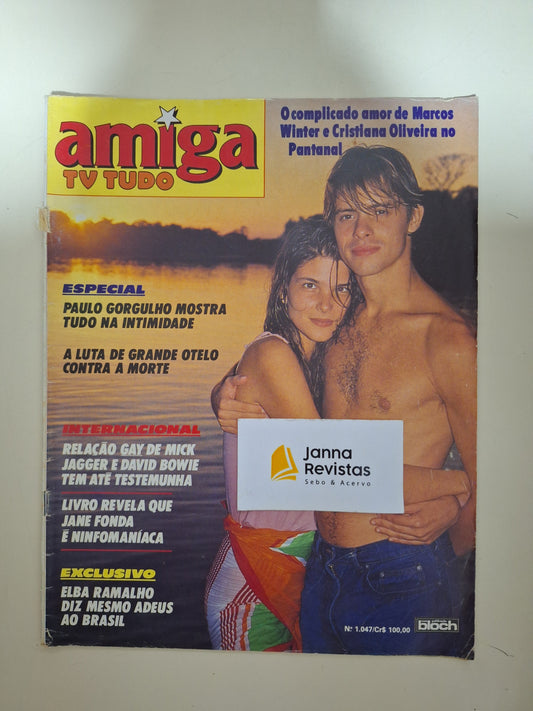 amiga
TV TUDO
O complicado amor de Marcos
Winter e Cristiana Oliveira no
Pantanal
ESPECIAL
PAULO GORGULHO MOSTRA
TUDO NA INTIMIDADE
A LUTA DE GRANDE OTELO
CONTRA A MORTE
INTERNACIONAL
RELAÇÃO GAY DE MICK
JAGGER E DAVID BOWIE
TEM ATÉ TESTEMUNHA
LIVRO REVELA QUE
JANE FONDA
É NINFOMANÍACA
EXCLUSIVO
ELBA RAMALHO
DIZ MESMO ADEUS
AO BRASIL
Janna
Revistas
Sebo & Acervo
Nº 1.047/Cr$ 100,00
bloch